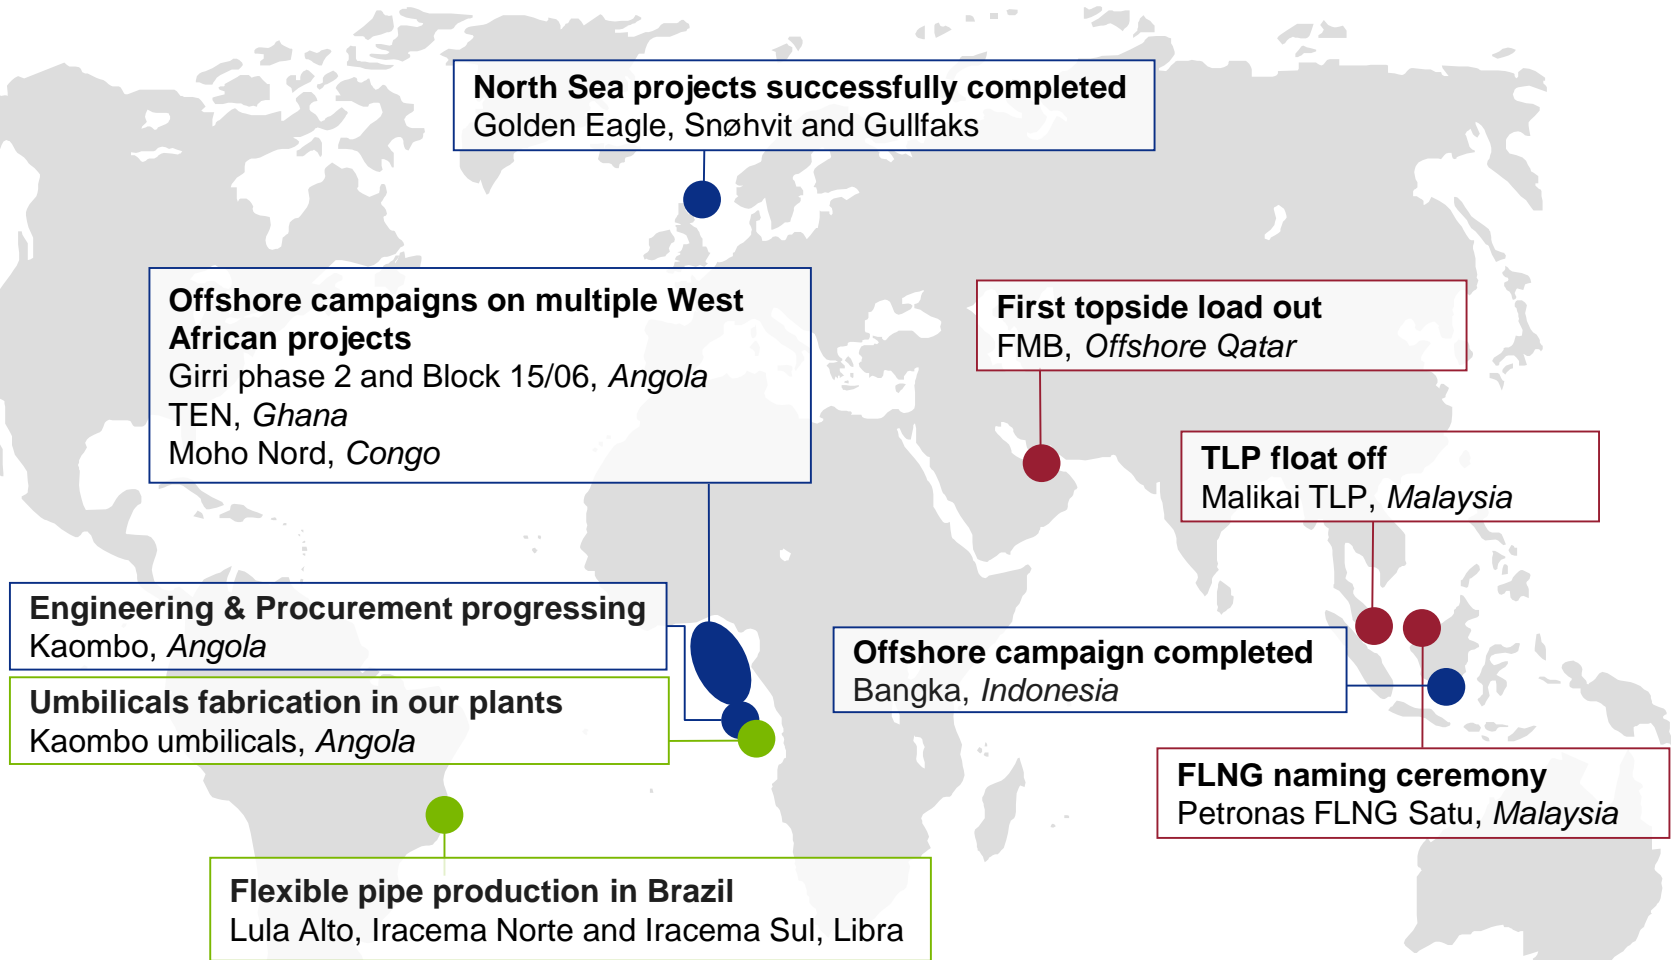 North Sea projects successfully completed
Golden Eagle, Snøhvit and Gullfaks
Offshore campaigns on multiple West
African projects
Girri phase 2 and Block 15/06, Angola
TEN, Ghana
Moho Nord, Congo
First topside load out
FMB, Offshore Qatar
TLP float off
Malikai TLP, Malaysia
Engineering & Procurement progressing
Kaombo, Angola
Umbilicals fabrication in our plants
Kaombo umbilicals, Angola
Offshore campaign completed
Bangka, Indonesia
FLNG naming ceremony
Petronas FLNG Satu, Malaysia
Flexible pipe production in Brazil
Lula Alto, Iracema Norte and Iracema Sul, Libra